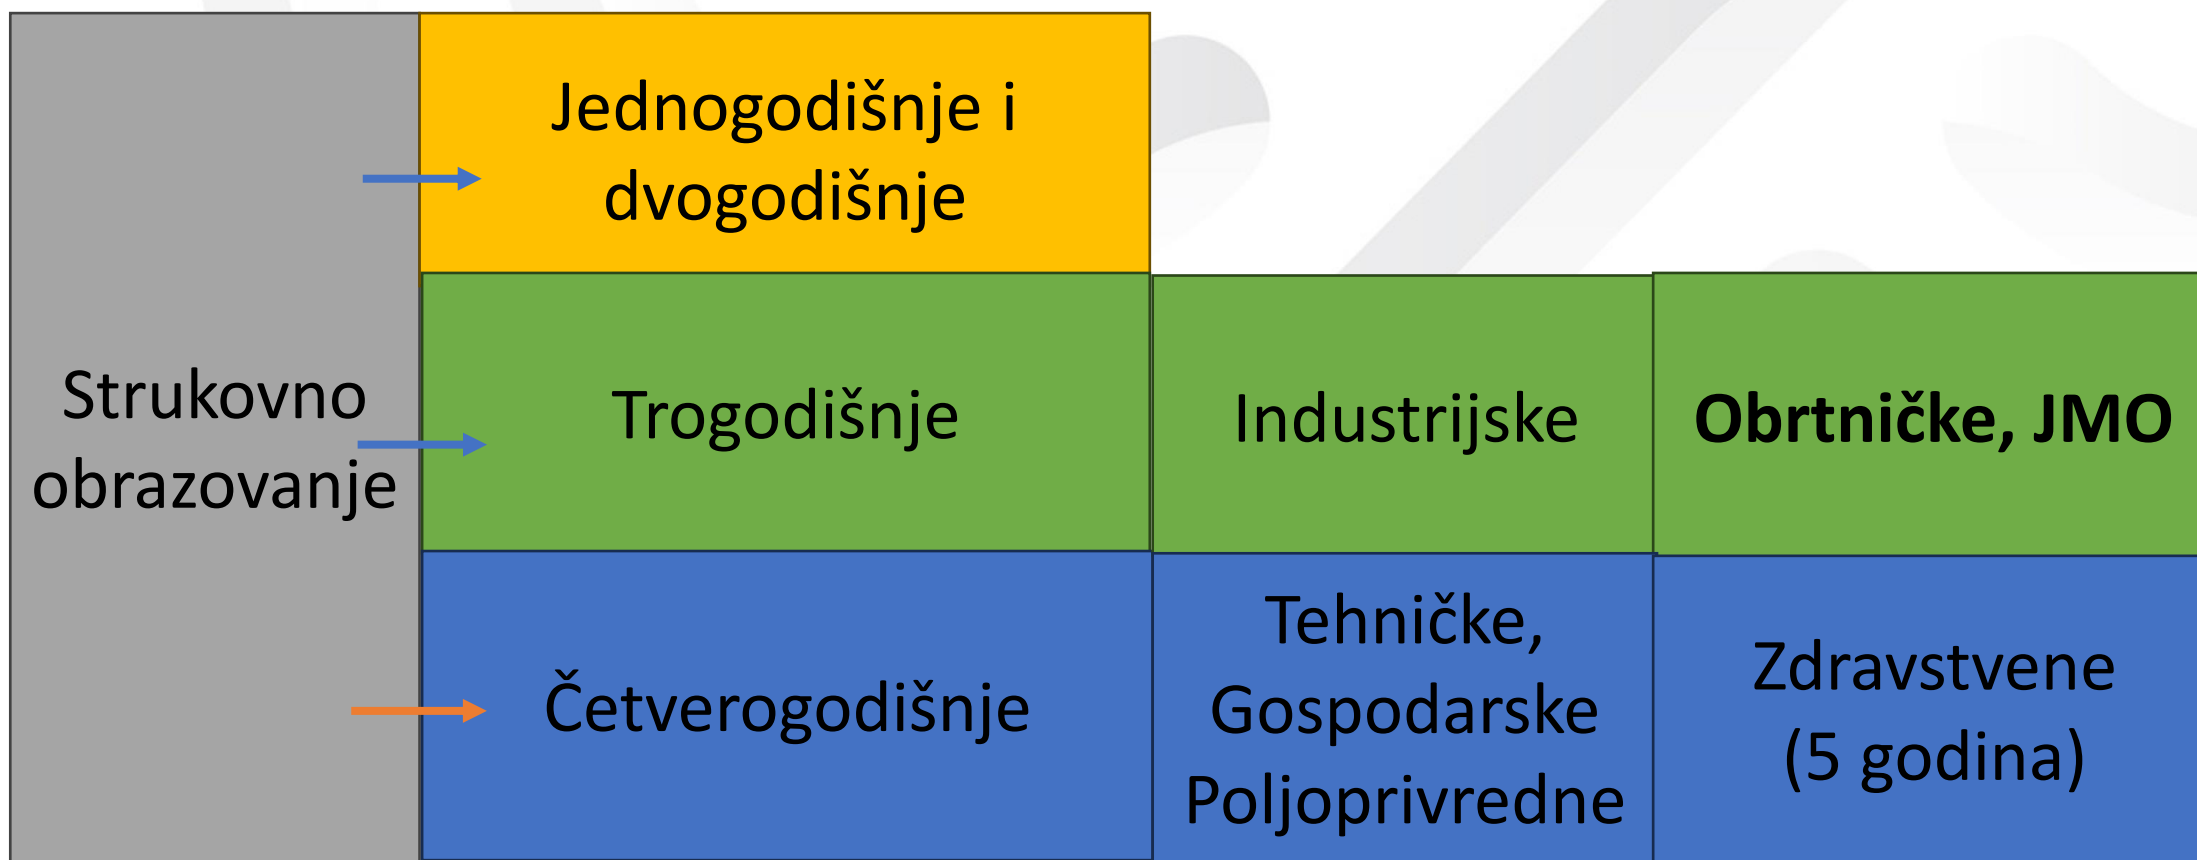 Strukovno
obrazovanje
Jednogodišnje i
dvogodišnje
Trogodišnje
Industrijske
Obrtničke, JMO
Četverogodišnje
Tehničke,
Gospodarske
Poljoprivredne
Zdravstvene
(5 godina)